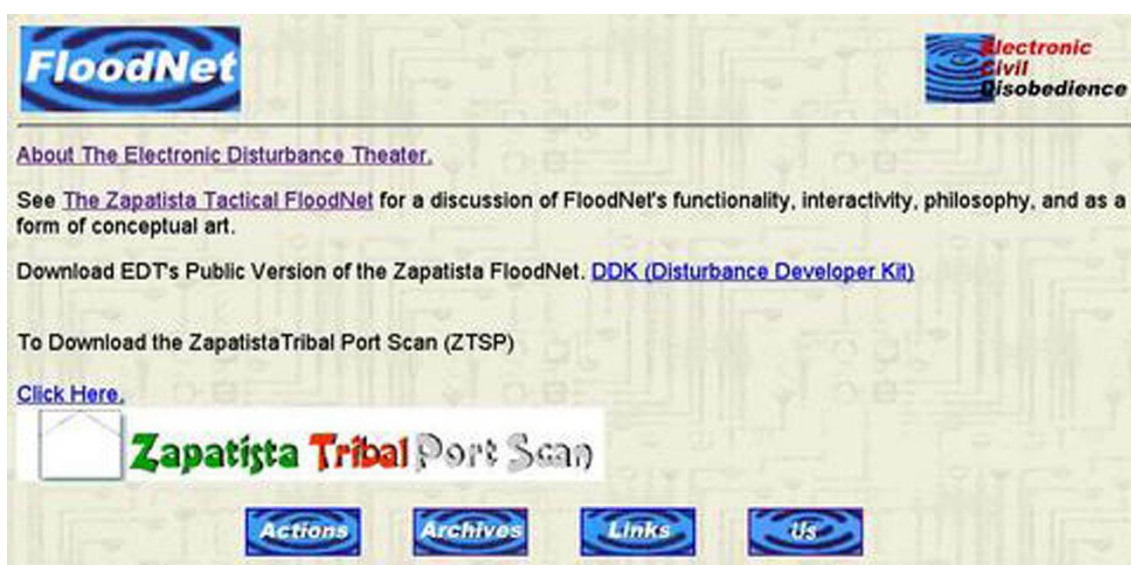 FloodNet
Electronic
Civil
Disobedience
About The Electronic Disturbance Theater.
See The Zapatista Tactical FloodNet for a discussion of FloodNet's functionality, interactivity, philosophy, and as a
form of conceptual art.
Download EDT's Public Version of the Zapatista FloodNet. DDK (Disturbance Developer Kit)
To Download the ZapatistaTribal Port Scan (ZTSP)
Click Here.
Zapatista Tribal Port Scan
Actions Archives Links Us